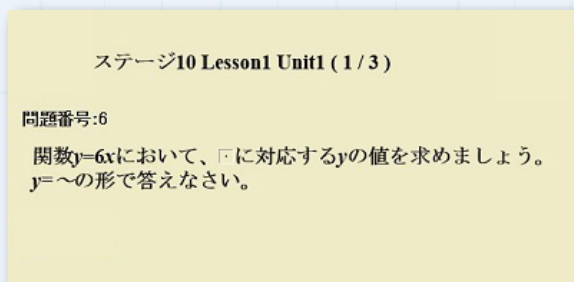 ステージ10 Lesson1 Unit1 ( 1 / 3 )
問題番号:6
関数y=6xにおいて、に対応するyの値を求めましょう。
y=～の形で答えなさい。